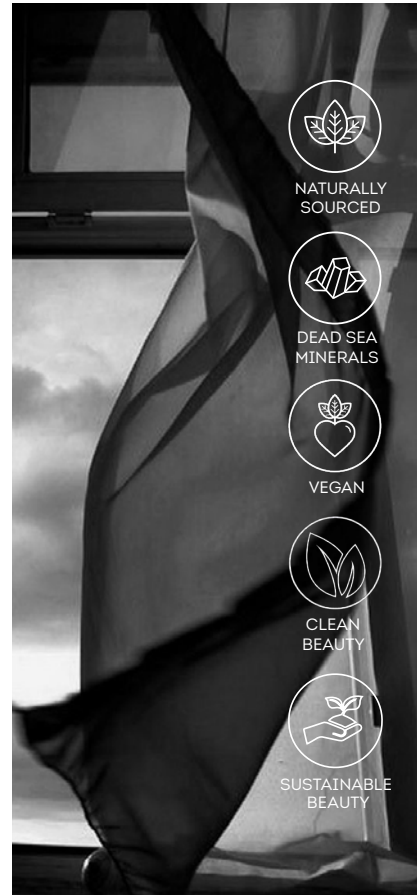 NATURALLY
SOURCED
DEAD SEA
MINERALS
VEGAN
CLEAN
BEAUTY
SUSTAINABLE
BEAUTY